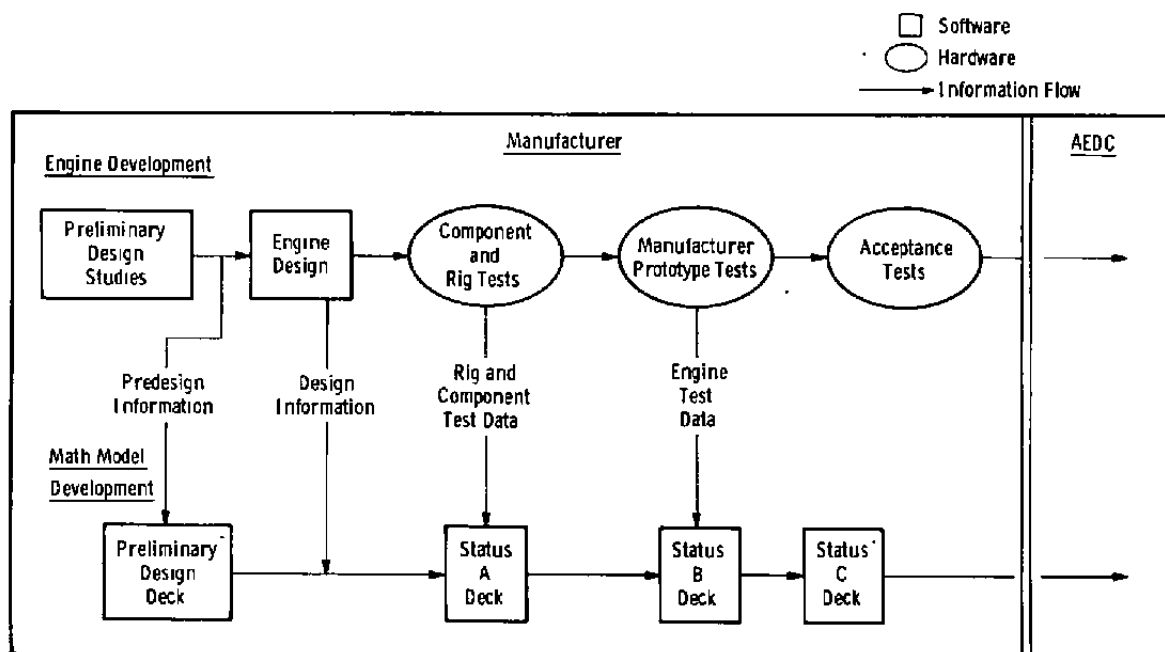 Software
Hardware
Information Flow
Manufacturer
AEDC
Engine Development
Preliminary
Design
Studies
Engine
Design
Component
and
Rig Tests
Manufacturer
Prototype Tests
Acceptance
Tests
Predesign
Information
Design
Information
Rig and
Component
Test Data
Engine
Test
Data
Math Model
Development
Preliminary
Design
Deck
Status
A
Deck
Status
B
Deck
Status
C
Deck